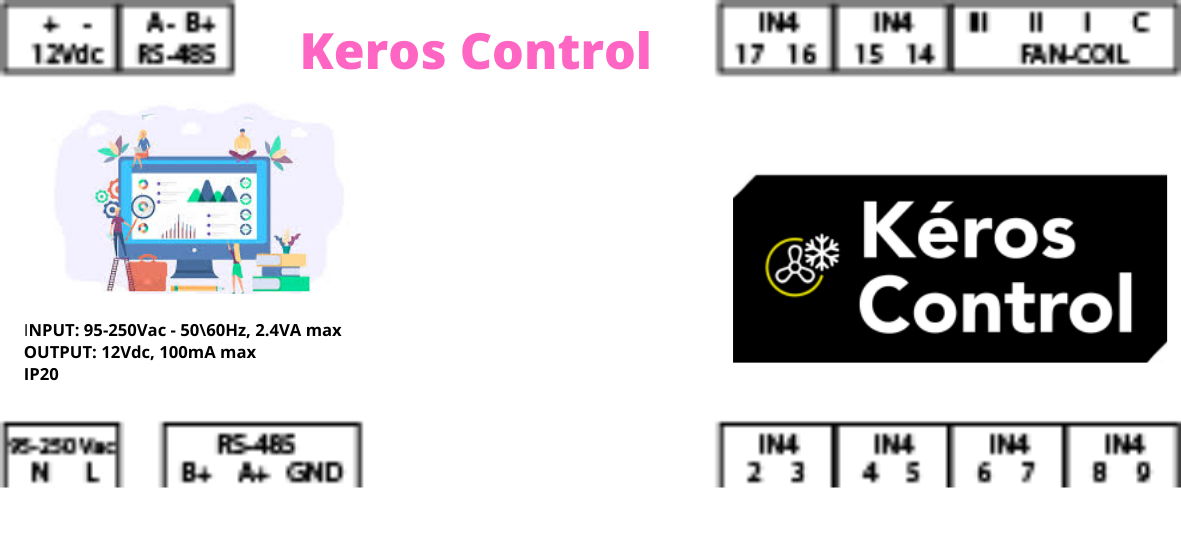 + -
12Vdc
A- B+
RS-485
Keros Control
IN4
17 16
IN4
15 14
III II I C
FAN-COIL
Kéros
Control
INPUT: 95-250Vac - 50\60Hz, 2.4VA max
OUTPUT: 12Vdc, 100mA max
IP20
95-250 Vac
N L
RS-485
B+ A+ GND
IN4
2 3
IN4
4 5
IN4
6 7
IN4
8 9